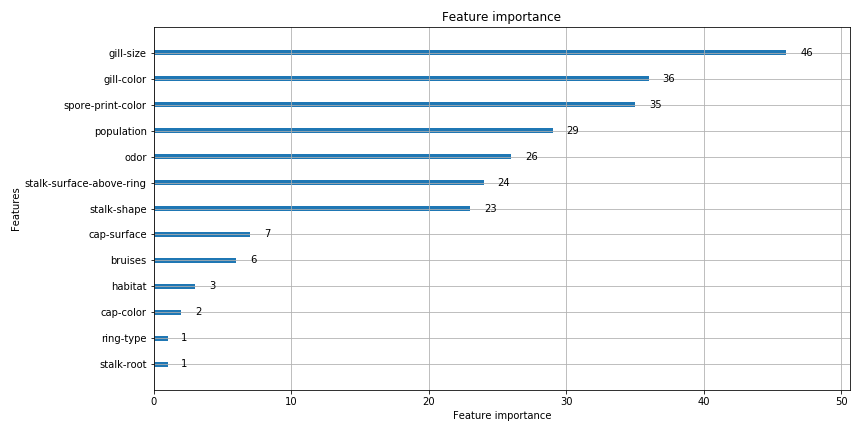 Feature importance
gill-size 46
gill-color 36
spore-print-color 35
population 29
odor 26
stalk-surface-above-ring 24
stalk-shape 23
cap-surface 7
bruises 6
habitat 3
cap-color 2
ring-type 1
stalk-root 1
Features
0 10 20 30 40 50
Feature importance